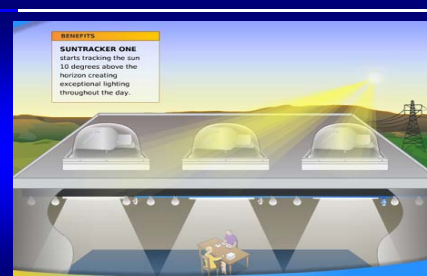 BENEFITS
SUNTRACKER ONE
starts tracking the sun
10 degrees above the
horizon creating
exceptional lighting
throughout the day.